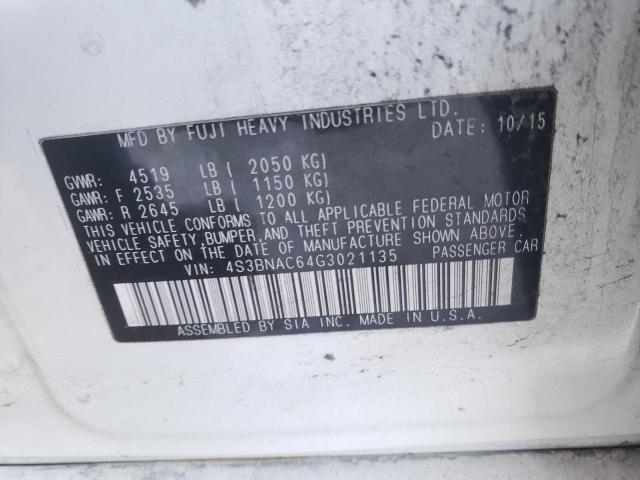 MFD BY FUJI HEAVY INDUSTRIES LTD. DATE: 10/15
GVWR: 4519 LB ( 2050 KG)
GAWR: F 2535 LB ( 1150 KG)
GAWR: R 2645 LB ( 1200 KG)
THIS VEHICLE CONFORMS TO ALL APPLICABLE FEDERAL MOTOR
VEHICLE SAFETY, BUMPER, AND THEFT PREVENTION STANDARDS
IN EFFECT ON THE DATE OF MANUFACTURE SHOWN ABOVE.
VIN: 4S3BNAC64G3021135 PASSENGER CAR
ASSEMBLED BY SIA INC. MADE IN U.S.A.